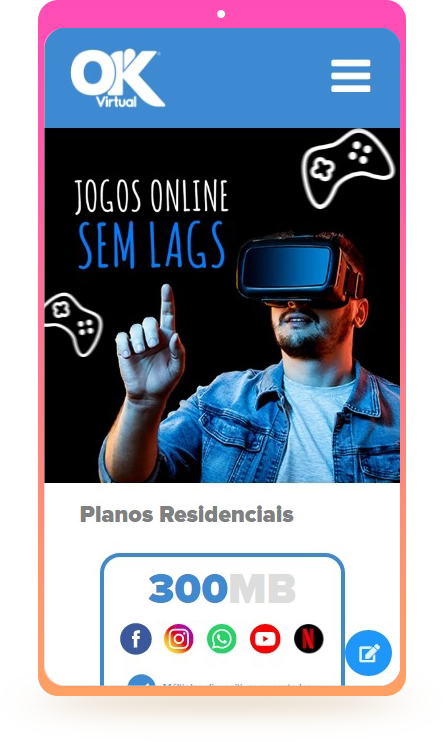 OK
Virtual
JOGOS ONLINE
SEM LAGS
Planos Residenciais
300MB